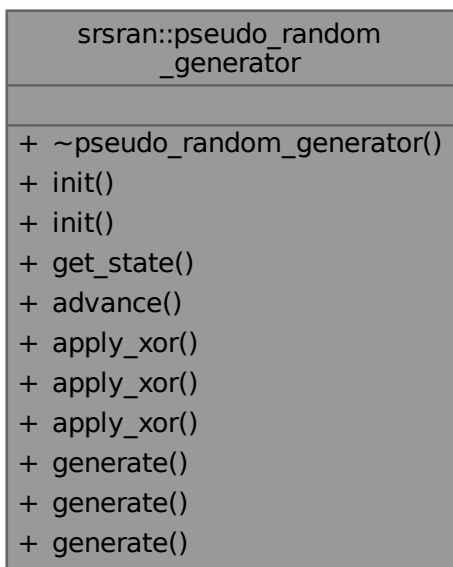 srsran::pseudo_random
_generator
+ ~pseudo_random_generator()
+ init()
+ init()
+ get_state()
+ advance()
+ apply_xor()
+ apply_xor()
+ apply_xor()
+ generate()
+ generate()
+ generate()